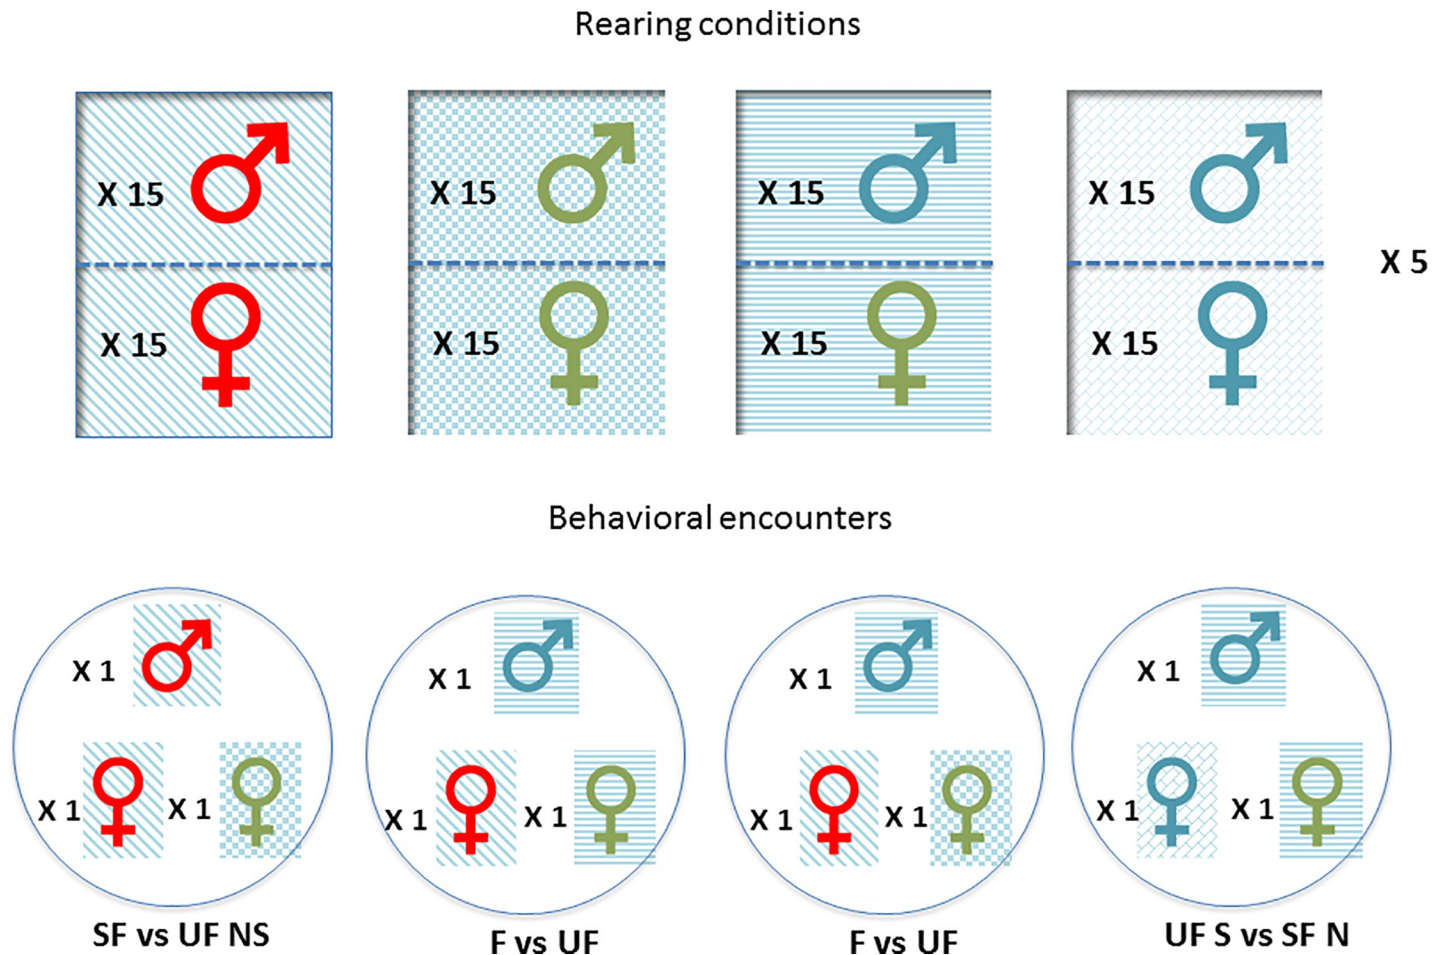 Rearing conditions
X 15 X 15 X 15 X 15
X 5
X 15 X 15 X 15 X 15
Behavioral encounters
X 1 X 1 X 1 X 1
X 1 X 1 X 1 X 1 X 1 X 1 X 1 X 1
SF vs UF NS F vs UF F vs UF UF S vs SF N